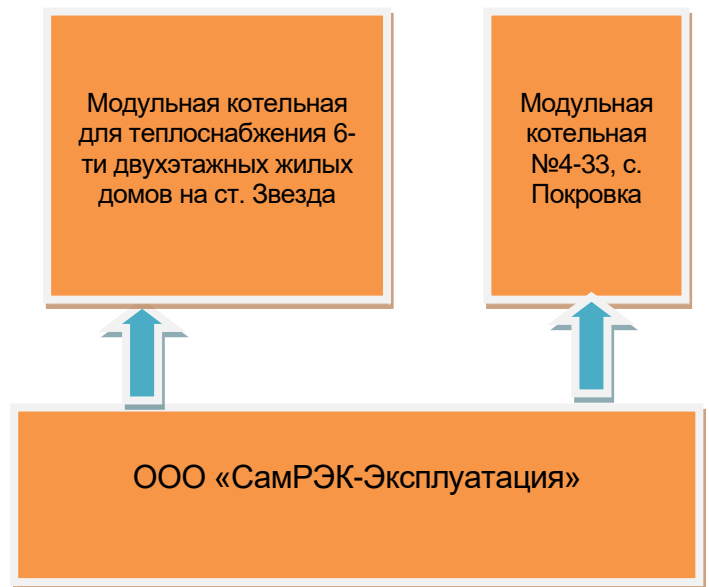 Модульная котельная
для теплоснабжения 6-
ти двухэтажных жилых
домов на ст. Звезда
Модульная
котельная
№4-33, с.
Покровка
ООО «СамРЭК-Эксплуатация»